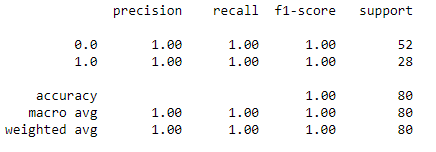 precision recall f1-score support
0.0 1.00 1.00 1.00 52
1.0 1.00 1.00 1.00 28
accuracy 1.00 80
macro avg 1.00 1.00 1.00 80
weighted avg 1.00 1.00 1.00 80